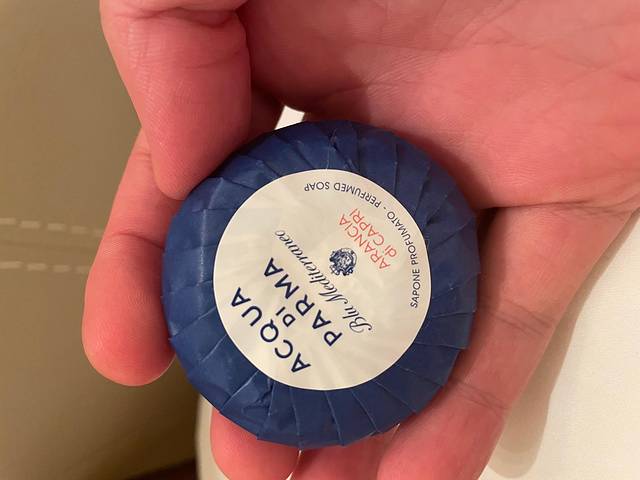 ACQUA
DI
PARMA
Blu Mediterraneo
ARANCIA
di CAPRI
SAPONE PROFUMATO - PERFUMED SOAP